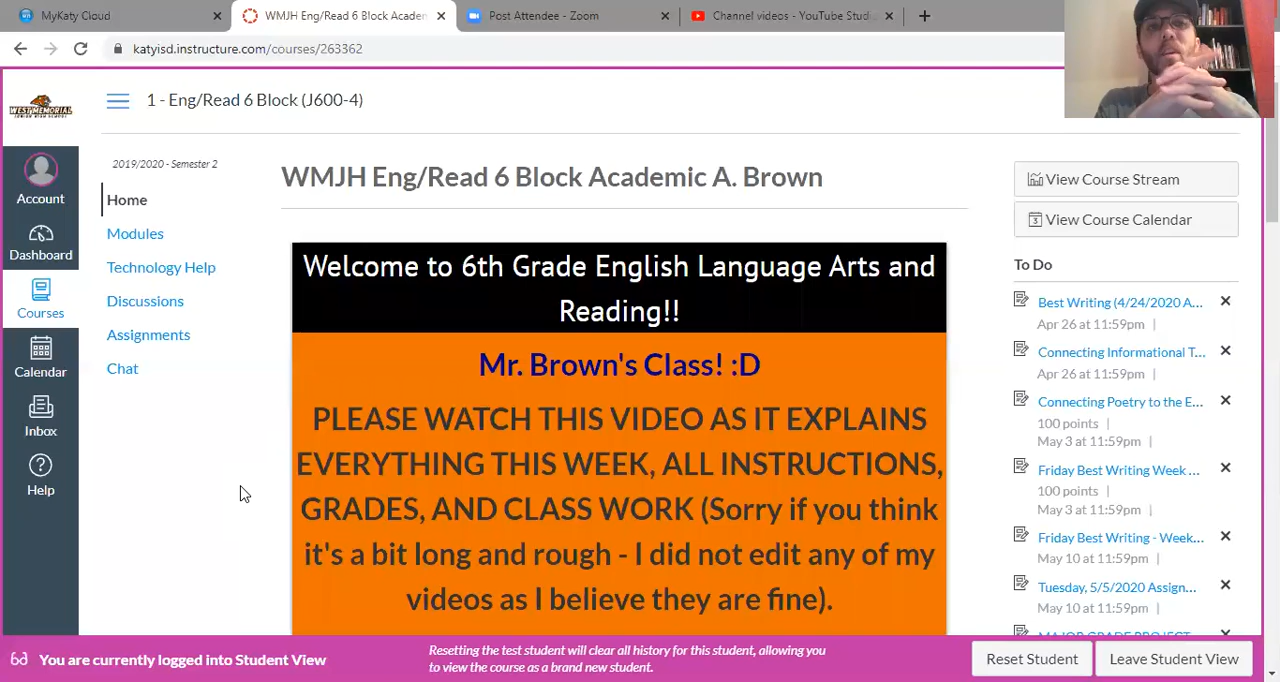 MyKaty Cloud
WMJH Eng/Read 6 Block Academ
Post Attendee - Zoom
Channel videos - YouTube Studi
katyisd.instructure.com/courses/263362
WEST MEMORIAL
JUNIOR HIGH SCHOOL
1 - Eng/Read 6 Block (J600-4)
Account
Dashboard
Courses
Calendar
Inbox
Help
2019/2020 - Semester 2
Home
Modules
Technology Help
Discussions
Assignments
Chat
WMJH Eng/Read 6 Block Academic A. Brown
Welcome to 6th Grade English Language Arts and
Reading!!
Mr. Brown's Class! :D
PLEASE WATCH THIS VIDEO AS IT EXPLAINS
EVERYTHING THIS WEEK, ALL INSTRUCTIONS,
GRADES, AND CLASS WORK (Sorry if you think
it's a bit long and rough - I did not edit any of my
videos as I believe they are fine).
View Course Stream
View Course Calendar
To Do
Best Writing (4/24/2020 A...
Apr 26 at 11:59pm |
Connecting Informational T...
Apr 26 at 11:59pm |
Connecting Poetry to the E...
100 points |
May 3 at 11:59pm |
Friday Best Writing Week ...
100 points |
May 3 at 11:59pm |
Friday Best Writing - Week...
May 10 at 11:59pm |
Tuesday, 5/5/2020 Assign...
May 10 at 11:59pm |
MAJOR GRADE PROJECT
You are currently logged into Student View
Resetting the test student will clear all history for this student, allowing you
to view the course as a brand new student.
Reset Student
Leave Student View